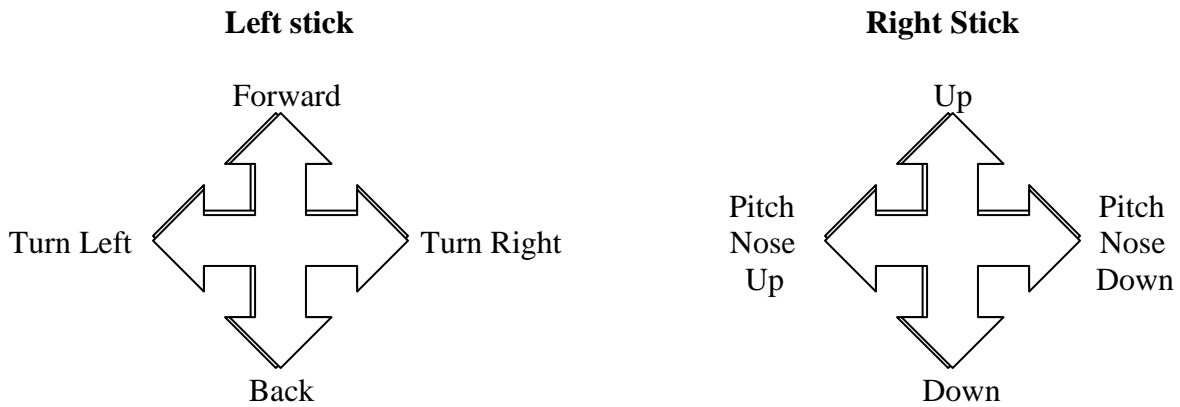 Left stick
Forward
Turn Left
Turn Right
Back
Right Stick
Up
Pitch
Nose
Up
Pitch
Nose
Down
Down